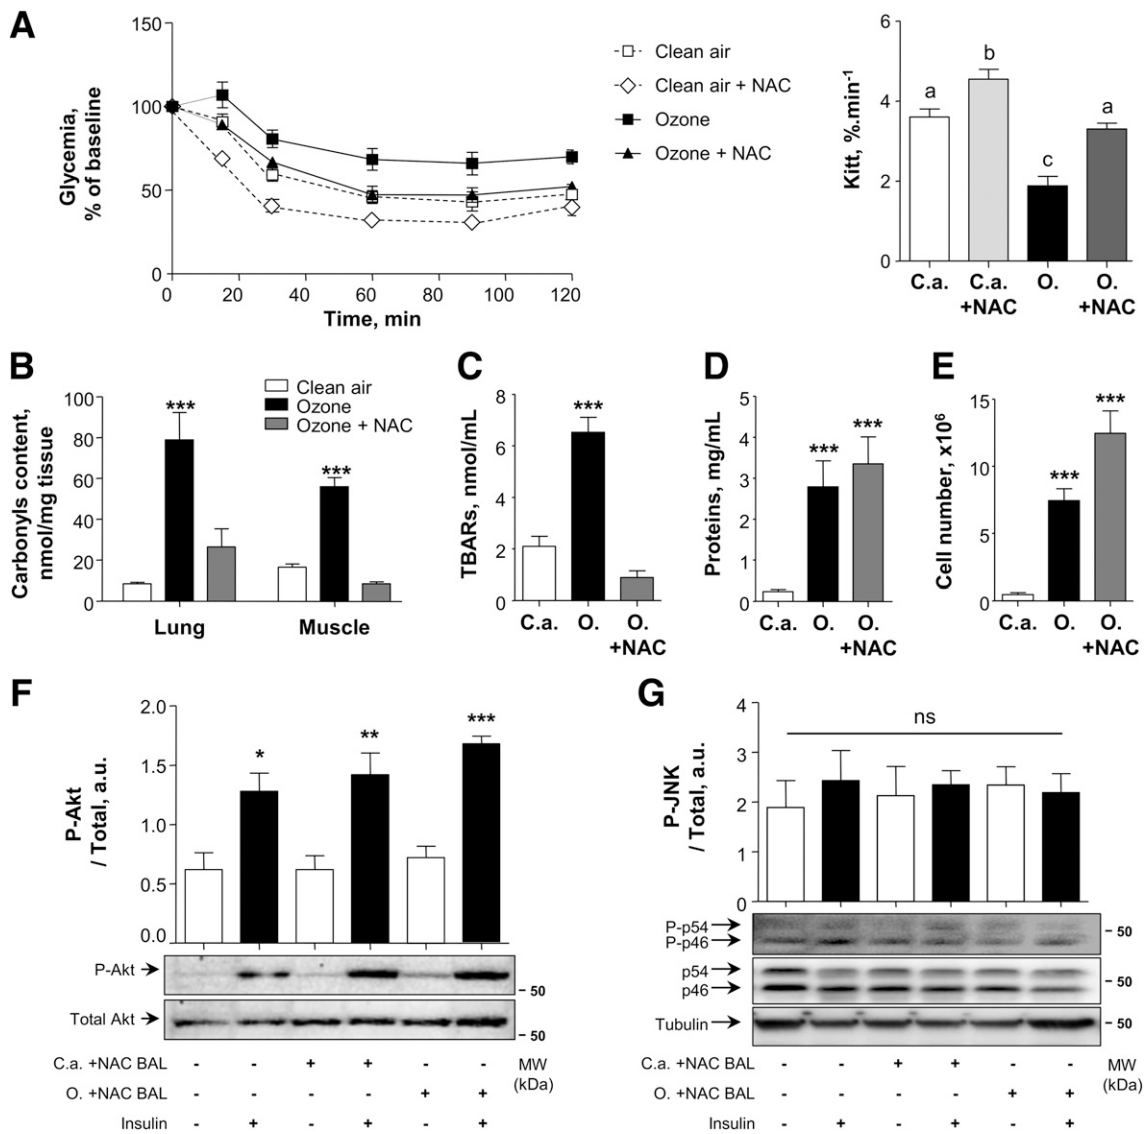 A
150
100
50
0
Glycemia,
% of baseline
0 20 40 60 80 100 120
Time, min
Clean air
Clean air + NAC
Ozone
Ozone + NAC
6
4
2
0
Kitt, %.min-1
a b c a
C.a. C.a. +NAC O. O. +NAC
B
100
80
60
40
20
0
Carbonyls content,
nmol/mg tissue
Clean air
Ozone
Ozone + NAC
*** ***
Lung Muscle
C
8
6
4
2
0
TBARs, nmol/mL
***
C.a. O. O.
+NAC
D
5
4
3
2
1
0
Proteins, mg/mL
*** ***
C.a. O. O.
+NAC
E
15
10
5
0
Cell number, x10⁶
*** ***
C.a. O. O.
+NAC
F
2.0
1.5
1.0
0.5
0.0
P-Akt
/ Total, a.u.
* ** ***
P-Akt
- 50
Total Akt
- 50
C.a. +NAC BAL - - + + - - MW
(kDa)
O. +NAC BAL - - - - + +
Insulin - + - + - +
G
4
3
2
1
0
P-JNK
/ Total, a.u.
ns
P-p54
P-p46
- 50
p54
p46
- 50
Tubulin
- 50
C.a. +NAC BAL - - + + - - MW
(kDa)
O. +NAC BAL - - - - + +
Insulin - + - + - +